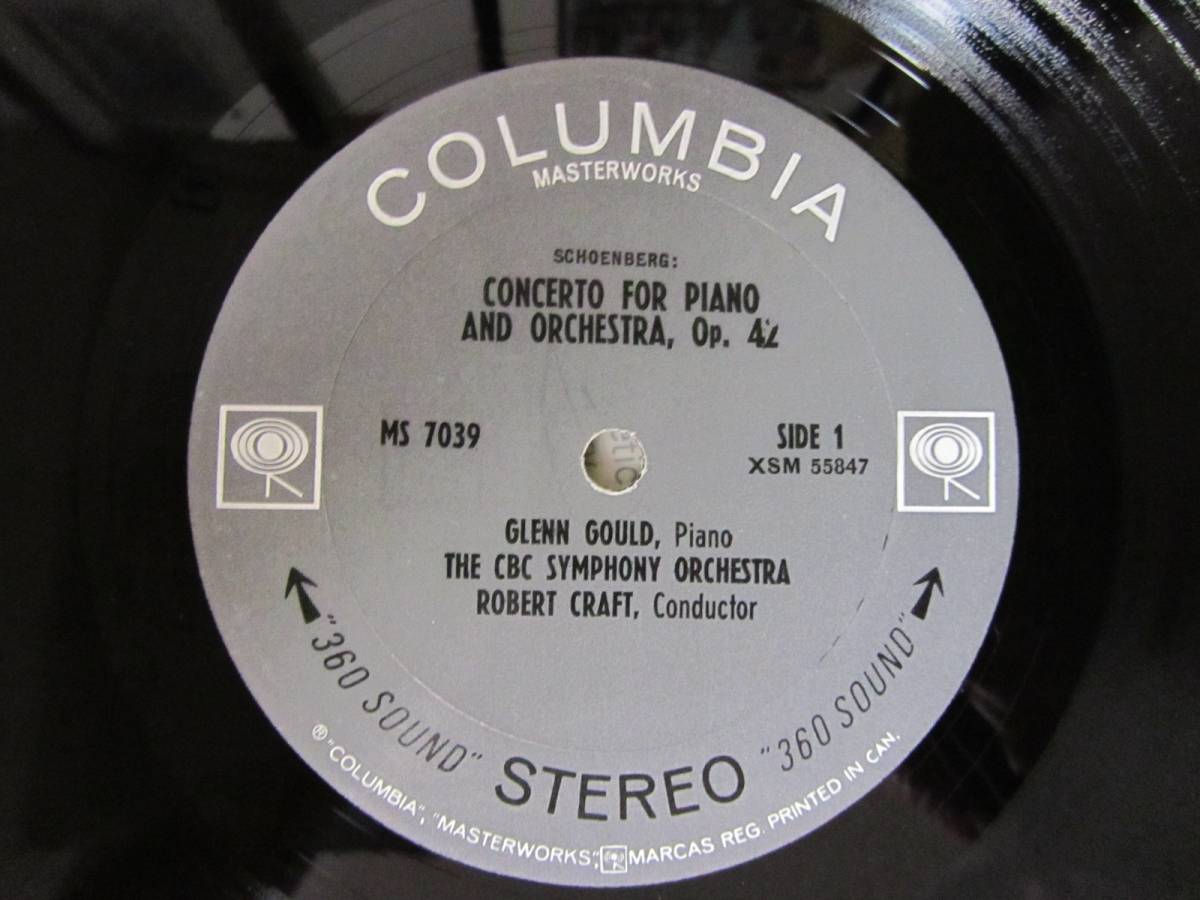 COLUMBIA
MASTERWORKS
SCHOENBERG:
CONCERTO FOR PIANO
AND ORCHESTRA, Op. 42
MS 7039
SIDE 1
XSM 55847
GLENN GOULD, Piano
THE CBC SYMPHONY ORCHESTRA
ROBERT CRAFT, Conductor
"360 SOUND" STEREO "360 SOUND"
® "COLUMBIA", "MASTERWORKS", MARCAS REG. PRINTED IN CAN.